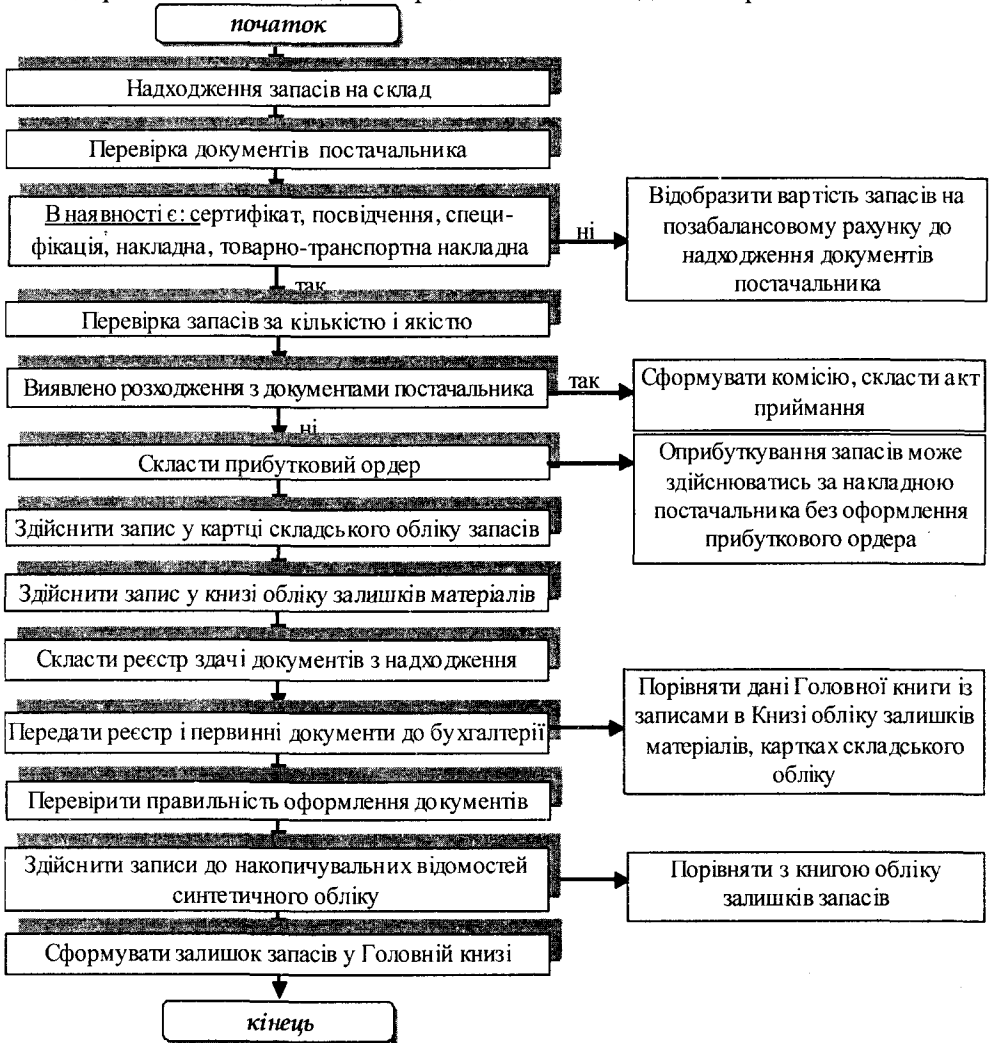 початок
Надходження запасів на склад
Перевірка документів постачальника
В наявності є: сертифікат, посвідчення, специ-
фікація, накладна, товарно-транспортна накладна
ні
Відобразити вартість запасів на
позабалансовому рахунку до
надходження документів
постачальника
так
Перевірка запасів за кількістю і якістю
Виявлено розходження з документами постачальника
так
Сформувати комісію, скласти акт
приймання
ні
Скласти прибутковий ордер
Оприбуткування запасів може
здійснюватись за накладною
постачальника без оформлення
прибуткового ордера
Здійснити запис у картці складського обліку запасів
Здійснити запис у книзі обліку залишків матеріалів
Скласти реєстр здачі документів з надходження
Передати реєстр і первинні документи до бухгалтерії
Порівняти дані Головної книги із
записами в Книзі обліку залишків
матеріалів, картках складського
обліку
Перевірити правильність оформлення документів
Здійснити записи до накопичувальних відомостей
синтетичного обліку
Порівняти з книгою обліку
залишків запасів
Сформувати залишок запасів у Головній книзі
кінець